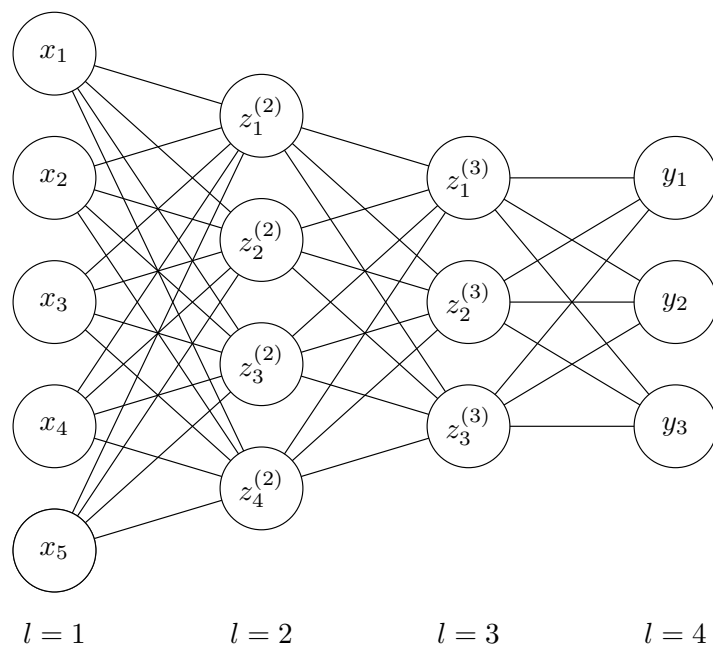 x₁
x₂
x₃
x₄
x₅
z₁⁽²⁾
z₂⁽²⁾
z₃⁽²⁾
z₄⁽²⁾
z₁⁽³⁾
z₂⁽³⁾
z₃⁽³⁾
y₁
y₂
y₃
l = 1 l = 2 l = 3 l = 4